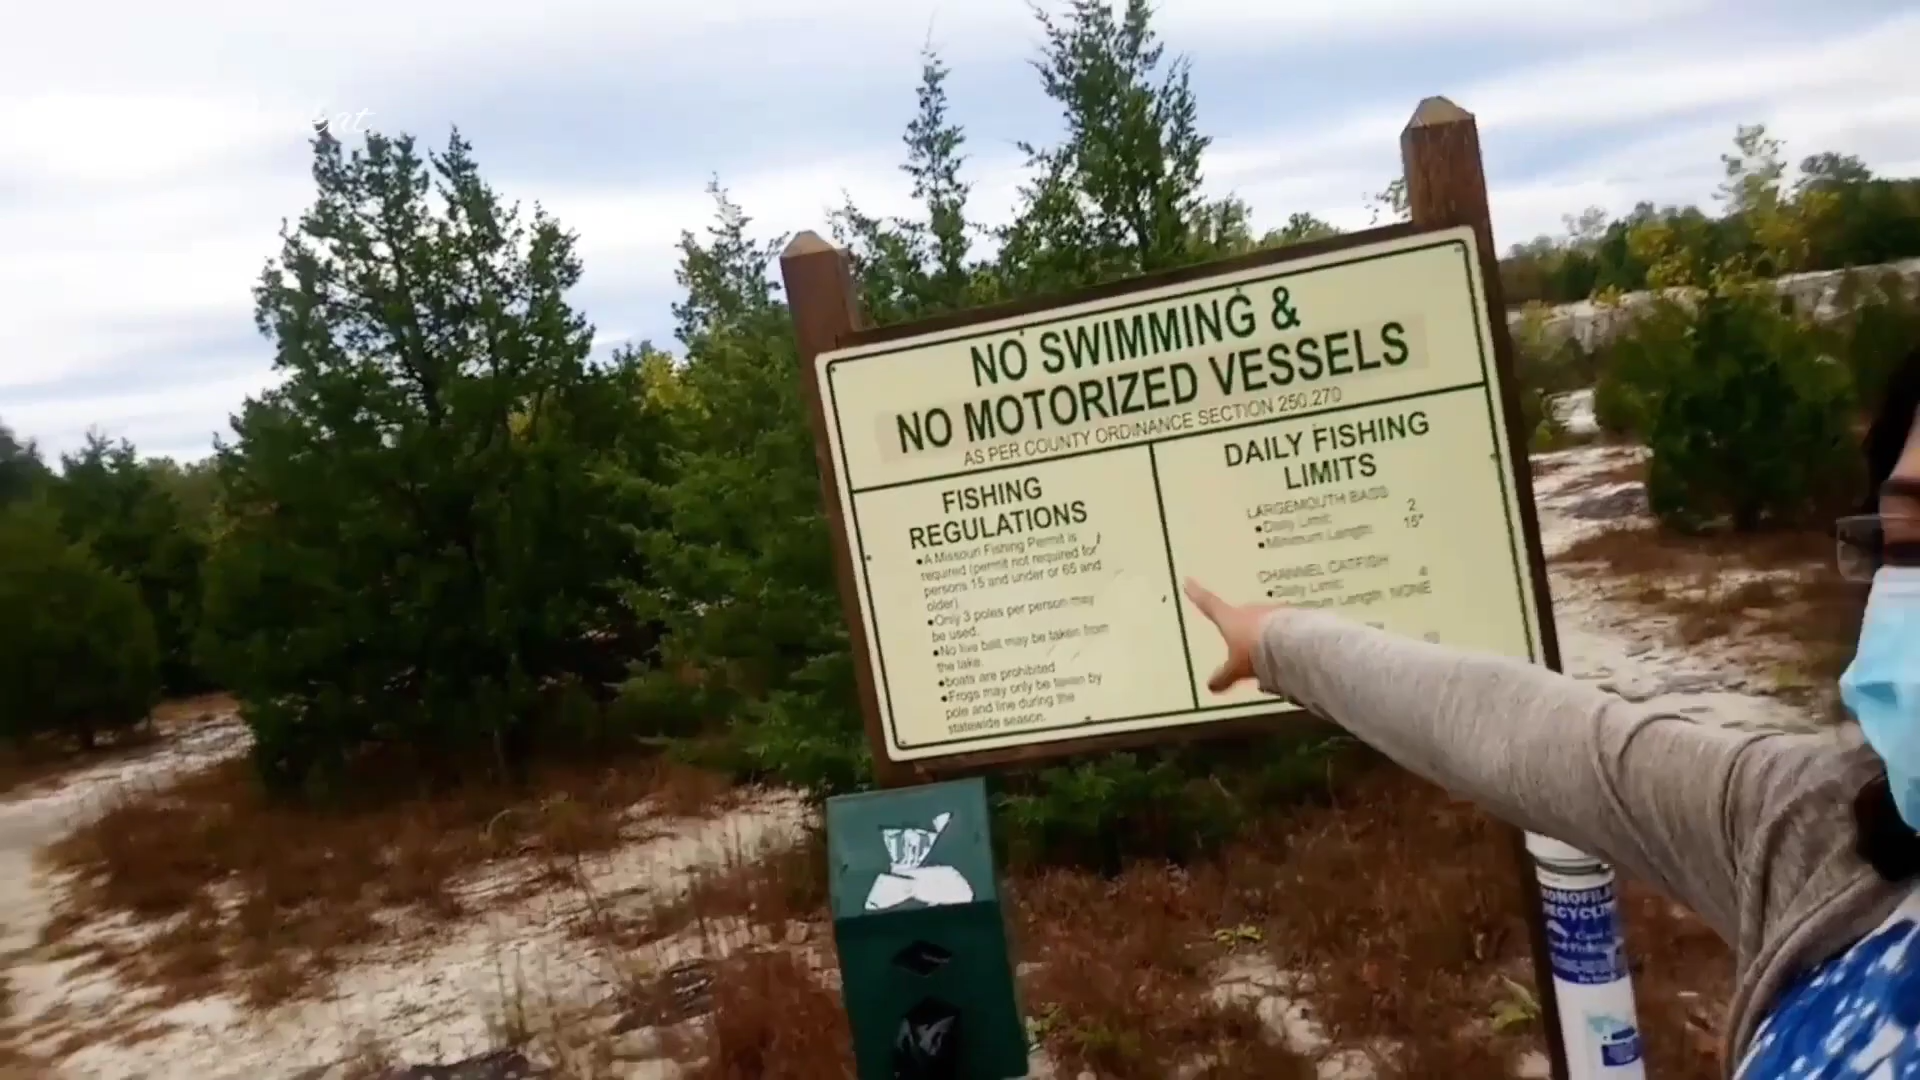 NO SWIMMING &
NO MOTORIZED VESSELS
AS PER COUNTY ORDINANCE SECTION 250.270
FISHING
REGULATIONS
•A Missouri Fishing Permit is
required (permit not required for
persons 15 and under or 65 and
older)
•Only 3 poles per person may
be used.
•No live bait may be taken from
the lake.
•boats are prohibited
•Frogs may only be taken by
pole and line during the
statewide season.
DAILY FISHING
LIMITS
LARGEMOUTH BASS
•Daily Limit: 2
•Minimum Length: 15"
CHANNEL CATFISH
•Daily Limit: 4
Length: NONE
RECYCLING